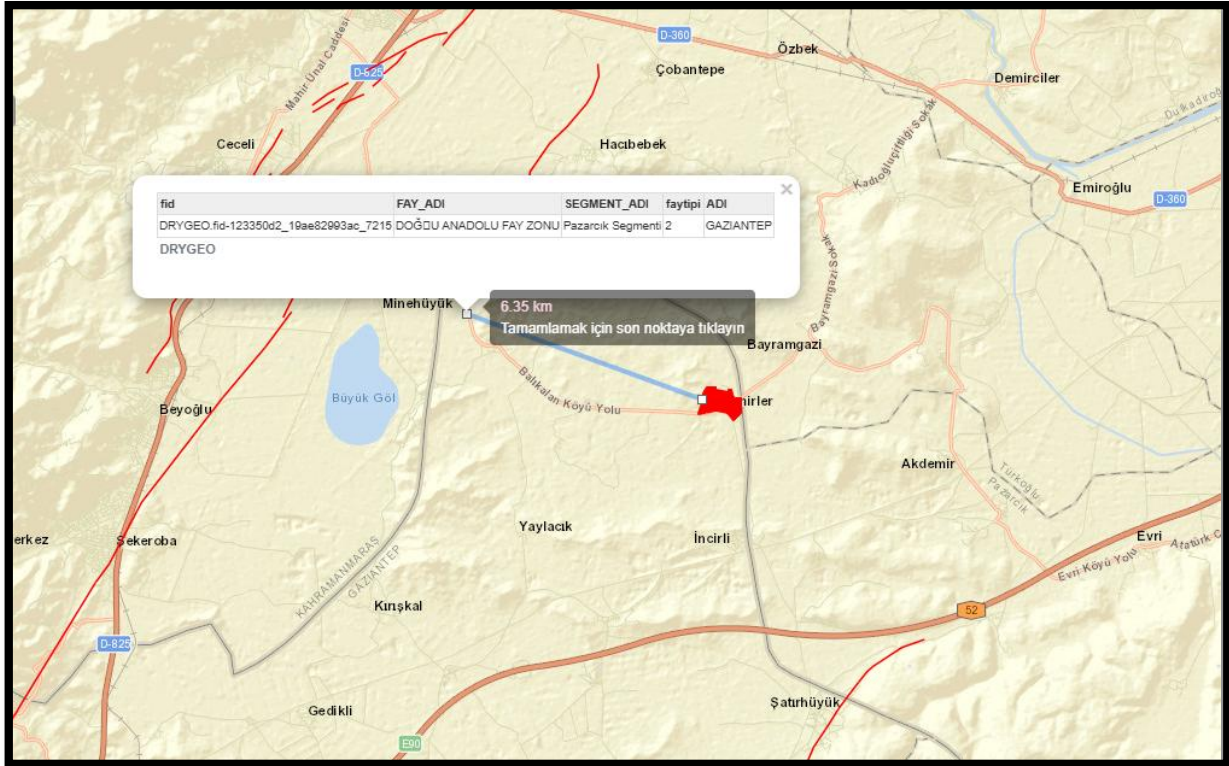 D-360
Özbek
Mahir Ünal Caddesi
D-825
Çobantepe
Demirciler
Ceceli
Hacıbebek
Kadıoğluçiftliği Sokak
Emiroğlu
D-360
fid FAY_ADI SEGMENT_ADI faytipi ADI
DRYGEO.fid-123350d2_19ae82993ac_7215 DOĞ□U ANADOLU FAY ZONU Pazarcık Segmenti 2 GAZIANTEP
DRYGEO
Minehüyük
6.35 km
Tamamlamak için son noktaya tıklayın
Bayramgazi Sokak
Bayramgazi
Büyük Göl
Balıkalan Köyü Yolu
Beyoğlu
Akdemir
Türkoğlu
Pazarcık
Yaylacık
İncirli
Evri
Şekeroba
Evri Köyü Yolu
KAHRAMANMARAŞ
GAZİANTEP
Kırışkal
52
D-825
Gedikli
Şatırhüyük
E90